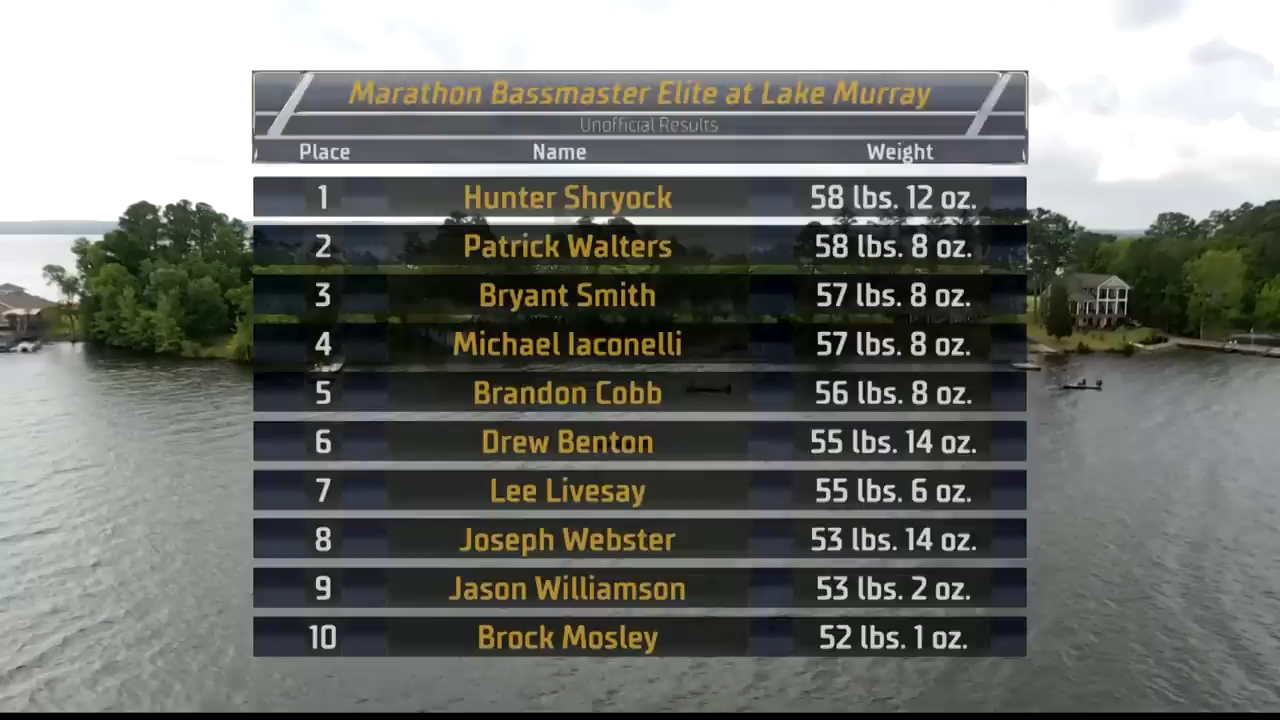 Marathon Bassmaster Elite at Lake Murray
Unofficial Results
Place Name Weight
1 Hunter Shryock 58 lbs. 12 oz.
2 Patrick Walters 58 lbs. 8 oz.
3 Bryant Smith 57 lbs. 8 oz.
4 Michael Iaconelli 57 lbs. 8 oz.
5 Brandon Cobb 56 lbs. 8 oz.
6 Drew Benton 55 lbs. 14 oz.
7 Lee Livesay 55 lbs. 6 oz.
8 Joseph Webster 53 lbs. 14 oz.
9 Jason Williamson 53 lbs. 2 oz.
10 Brock Mosley 52 lbs. 1 oz.